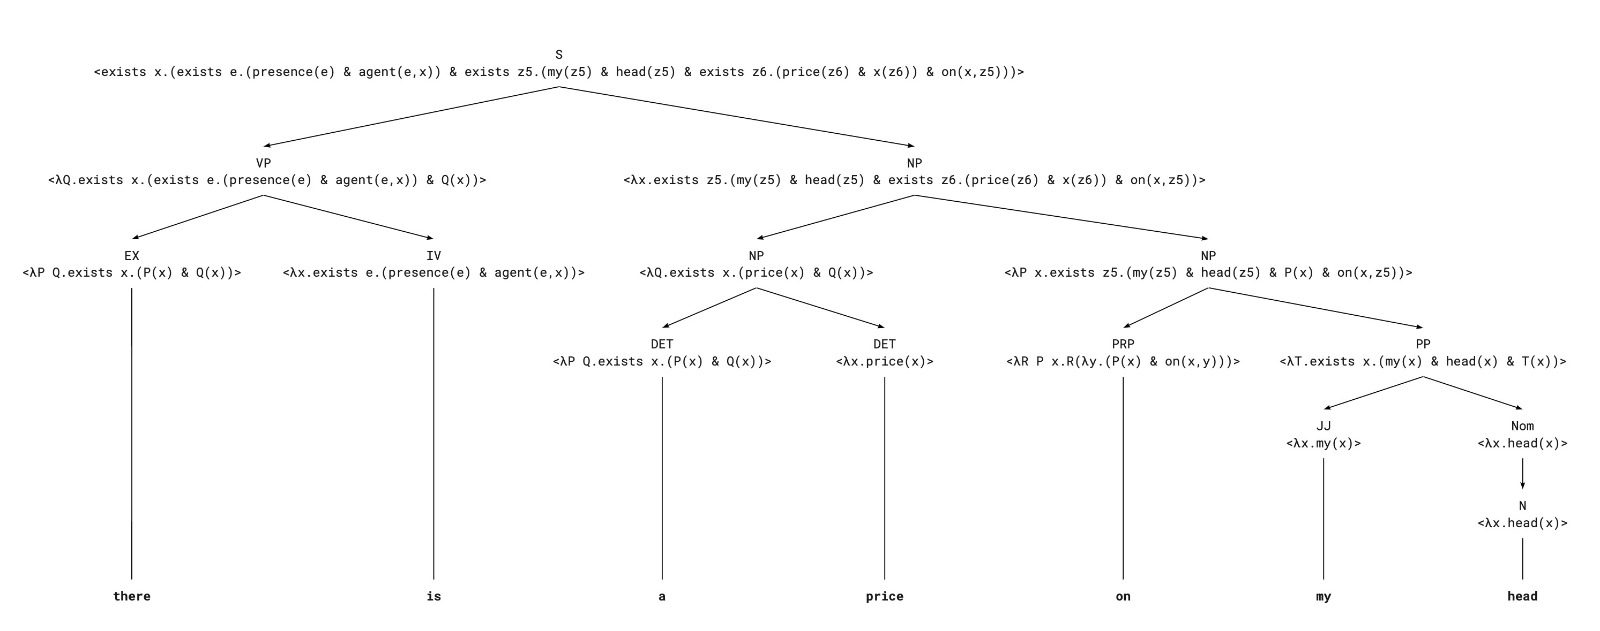 S
<exists x.(exists e.(presence(e) & agent(e,x)) & exists z5.(my(z5) & head(z5) & exists z6.(price(z6) & x(z6)) & on(x,z5)))>
VP
<λQ.exists x.(exists e.(presence(e) & agent(e,x)) & Q(x))>
NP
<λx.exists z5.(my(z5) & head(z5) & exists z6.(price(z6) & x(z6)) & on(x,z5))>
EX
<λP Q.exists x.(P(x) & Q(x))>
IV
<λx.exists e.(presence(e) & agent(e,x))>
NP
<λQ.exists x.(price(x) & Q(x))>
NP
<λP x.exists z5.(my(z5) & head(z5) & P(x) & on(x,z5))>
DET
<λP Q.exists x.(P(x) & Q(x))>
DET
<λx.price(x)>
PRP
<λR P x.R(λy.(P(x) & on(x,y)))>
PP
<λT.exists x.(my(x) & head(x) & T(x))>
JJ
<λx.my(x)>
Nom
<λx.head(x)>
N
<λx.head(x)>
there is a price on my head